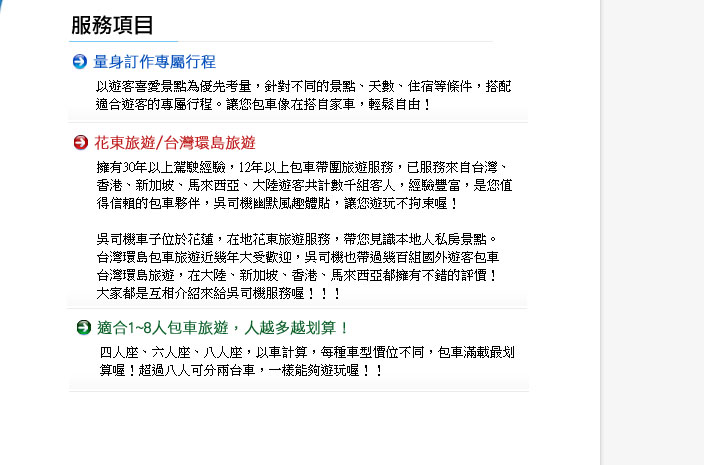 服務項目
量身訂作專屬行程
以遊客喜愛景點為優先考量，針對不同的景點、天數、住宿等條件，搭配
適合遊客的專屬行程。讓您包車像在搭自家車，輕鬆自由！
花東旅遊/台灣環島旅遊
擁有30年以上駕駛經驗，12年以上包車帶團旅遊服務，已服務來自台灣、
香港、新加坡、馬來西亞、大陸遊客共計數千組客人，經驗豐富，是您值
得信賴的包車夥伴，吳司機幽默風趣體貼，讓您遊玩不拘束喔！
吳司機車子位於花蓮，在地花東旅遊服務，帶您見識本地人私房景點。
台灣環島包車旅遊近幾年大受歡迎，吳司機也帶過幾百組國外遊客包車
台灣環島旅遊，在大陸、新加坡、香港、馬來西亞都擁有不錯的評價！
大家都是互相介紹來給吳司機服務喔！！！
適合1~8人包車旅遊，人越多越划算！
四人座、六人座、八人座，以車計算，每種車型價位不同，包車滿載最划
算喔！超過八人可分兩台車，一樣能夠遊玩喔！！